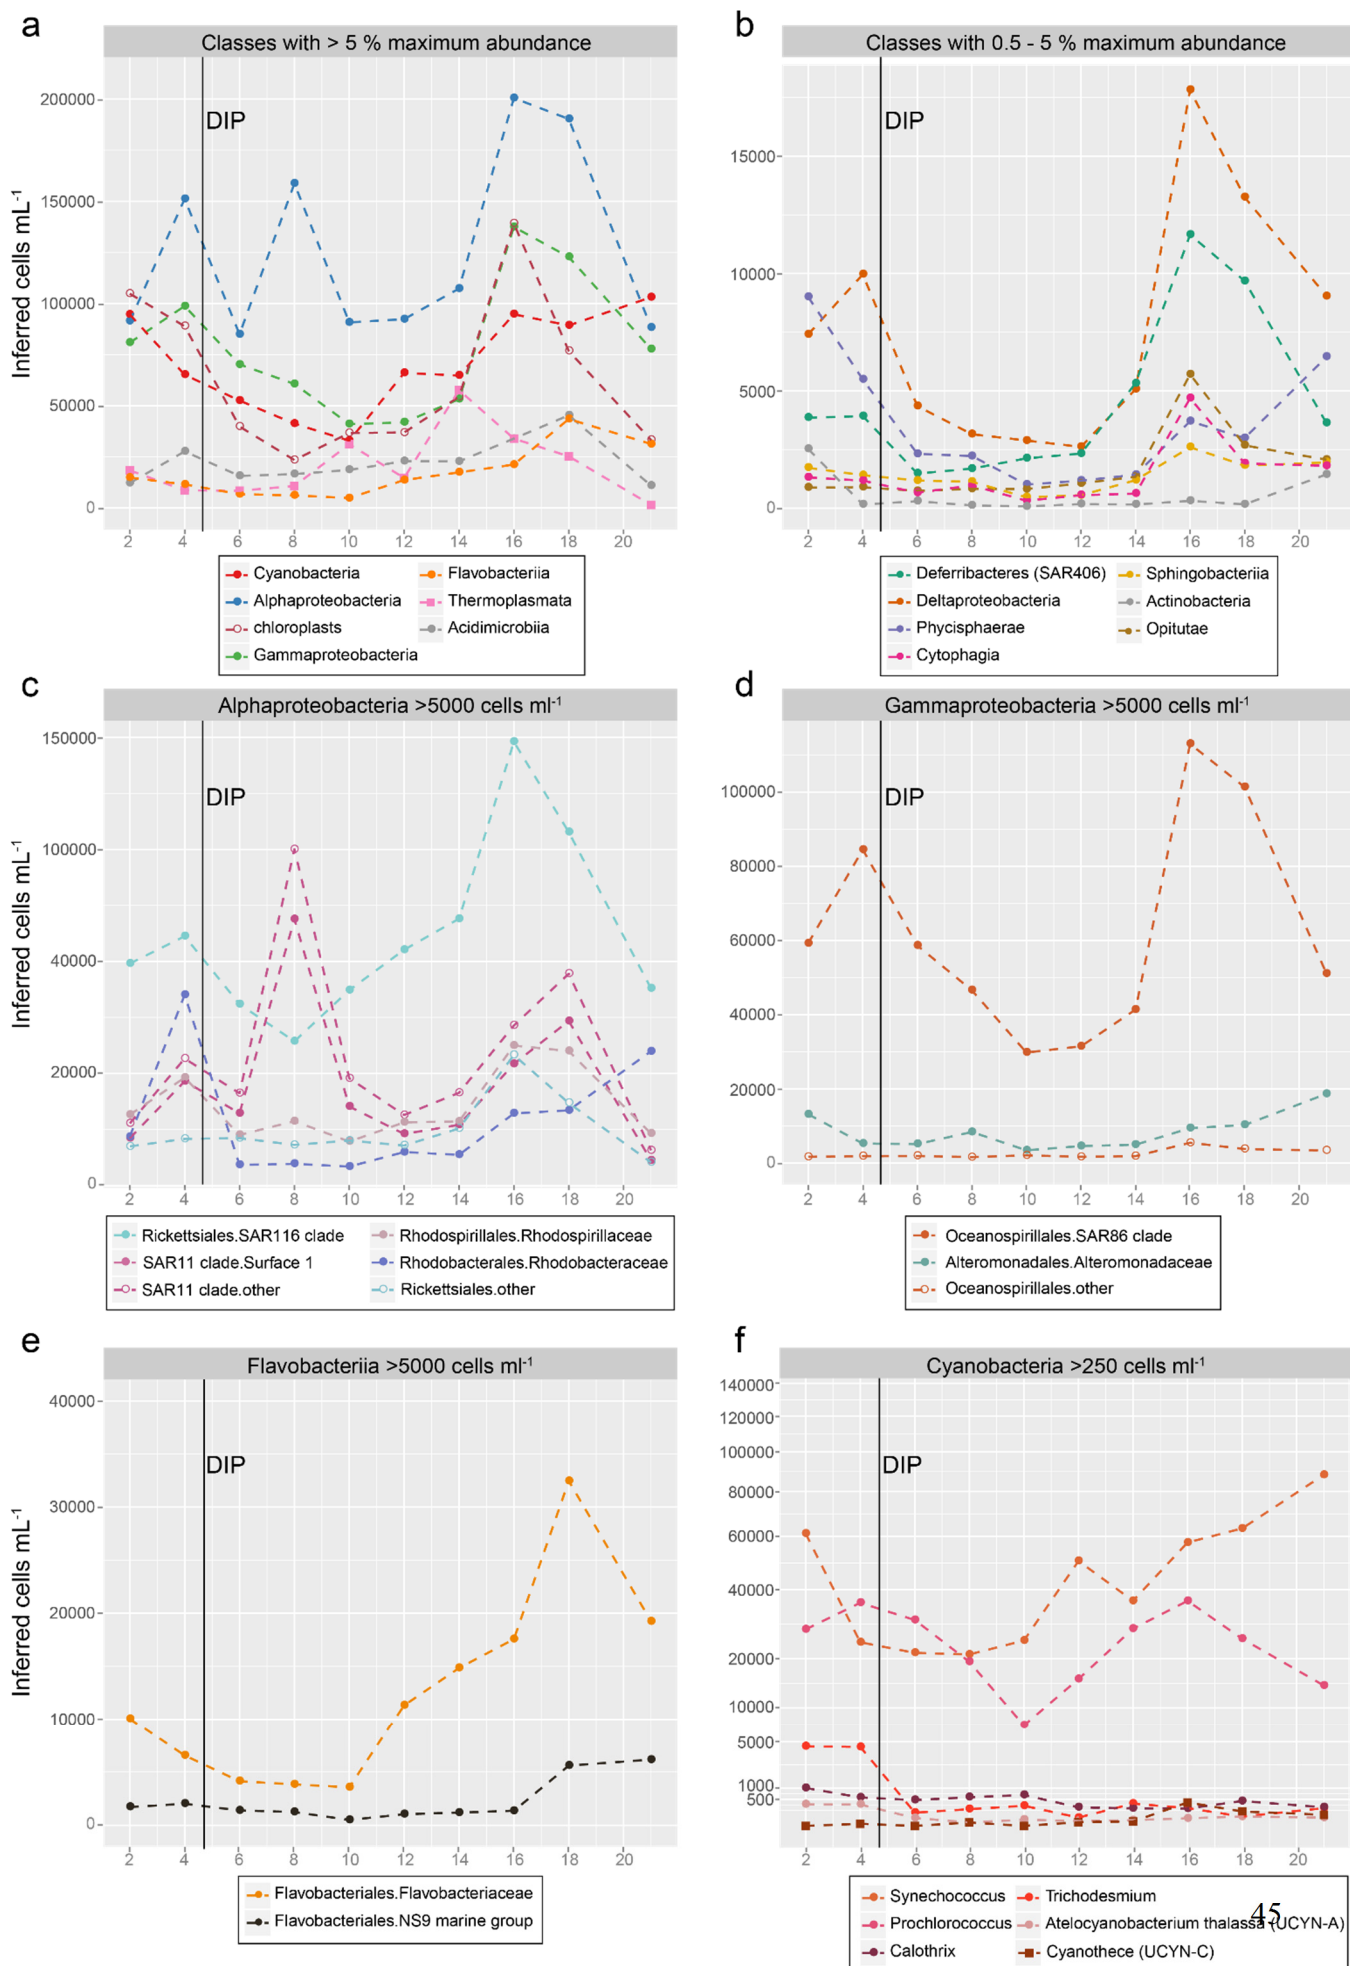 a
Classes with > 5 % maximum abundance
Inferred cells mL-1
200000
150000
100000
50000
0
DIP
2 4 6 8 10 12 14 16 18 20
Cyanobacteria
Alphaproteobacteria
chloroplasts
Gammaproteobacteria
Flavobacteriia
Thermoplasmata
Acidimicrobiia
b
Classes with 0.5 - 5 % maximum abundance
15000
10000
5000
0
DIP
2 4 6 8 10 12 14 16 18 20
Deferribacteres (SAR406)
Deltaproteobacteria
Phycisphaerae
Cytophagia
Sphingobacteriia
Actinobacteria
Opitutae
c
Alphaproteobacteria >5000 cells ml-1
Inferred cells mL-1
150000
100000
40000
20000
0
DIP
2 4 6 8 10 12 14 16 18 20
Rickettsiales.SAR116 clade
SAR11 clade.Surface 1
SAR11 clade.other
Rhodospirillales.Rhodospirillaceae
Rhodobacterales.Rhodobacteraceae
Rickettsiales.other
d
Gammaproteobacteria >5000 cells ml-1
100000
80000
60000
40000
20000
0
DIP
2 4 6 8 10 12 14 16 18 20
Oceanospirillales.SAR86 clade
Alteromonadales.Alteromonadaceae
Oceanospirillales.other
e
Flavobacteriia >5000 cells ml-1
Inferred cells mL-1
40000
30000
20000
10000
0
DIP
2 4 6 8 10 12 14 16 18 20
Flavobacteriales.Flavobacteriaceae
Flavobacteriales.NS9 marine group
f
Cyanobacteria >250 cells ml-1
140000
120000
100000
80000
60000
40000
20000
10000
5000
1000
500
DIP
2 4 6 8 10 12 14 16 18 20
Synechococcus
Prochlorococcus
Calothrix
Trichodesmium
Atelocyanobacterium thalassa (UCYN-A)
Cyanothece (UCYN-C)
45